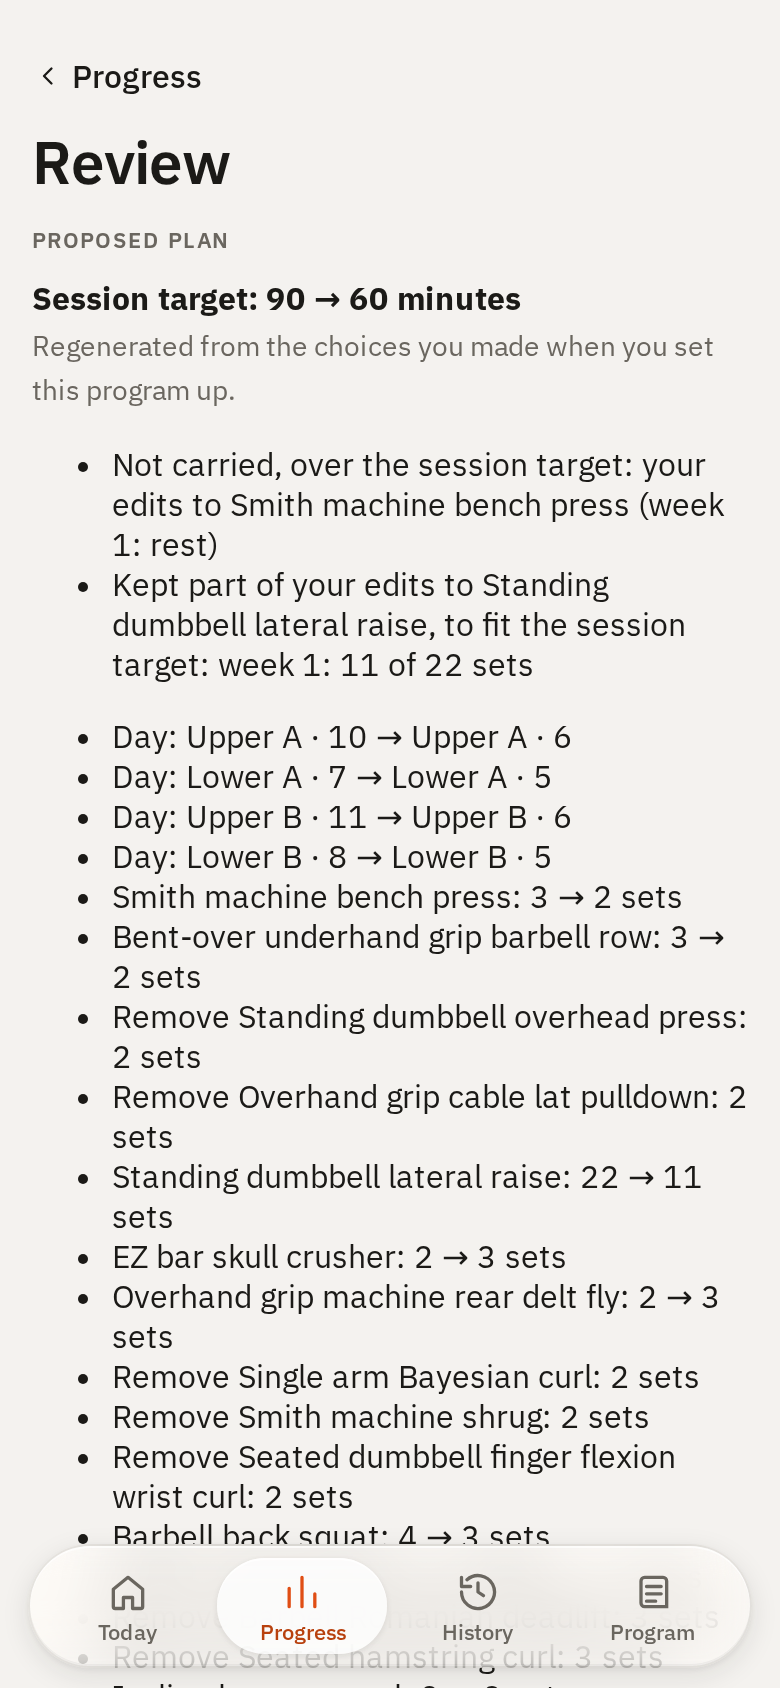 Progress
Review
PROPOSED PLAN
Session target: 90 → 60 minutes
Regenerated from the choices you made when you set
this program up.
• Not carried, over the session target: your
edits to Smith machine bench press (week
1: rest)
• Kept part of your edits to Standing
dumbbell lateral raise, to fit the session
target: week 1: 11 of 22 sets
• Day: Upper A · 10 → Upper A · 6
• Day: Lower A · 7 → Lower A · 5
• Day: Upper B · 11 → Upper B · 6
• Day: Lower B · 8 → Lower B · 5
• Smith machine bench press: 3 → 2 sets
• Bent-over underhand grip barbell row: 3 →
2 sets
• Remove Standing dumbbell overhead press:
2 sets
• Remove Overhand grip cable lat pulldown: 2
sets
• Standing dumbbell lateral raise: 22 → 11
sets
• EZ bar skull crusher: 2 → 3 sets
• Overhand grip machine rear delt fly: 2 → 3
sets
• Remove Single arm Bayesian curl: 2 sets
• Remove Smith machine shrug: 2 sets
• Remove Seated dumbbell finger flexion
wrist curl: 2 sets
• Barbell back squat: 4 → 3 sets
• Remove deadlift: 3 sets
Today Progress History Program
• Remove Seated hamstring curl: 3 sets